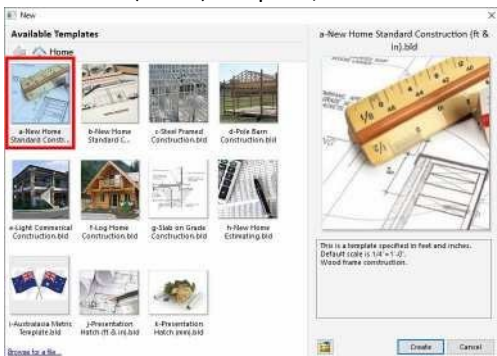 New
Available Templates
Home
a-New Home
Standard Constr...
b-New Home
Standard C...
c-Steel Framed
Construction.bld
d-Pole Barn
Construction.bld
e-Light Commerical
Construction.bld
f-Log Home
Construction.bld
g-Slab on Grade
Construction.bld
h-New Home
Estimating.bld
i-Australasia Metric
Template.bld
j-Presentation
Hatch (ft & in).bld
k-Presentation
Hatch (mm).bld
Browse for a file...
a-New Home Standard Construction (ft &
in).bld
This is a template specified in feet and inches.
Default scale is 1/4"=1'-0".
Wood frame construction.
Create
Cancel